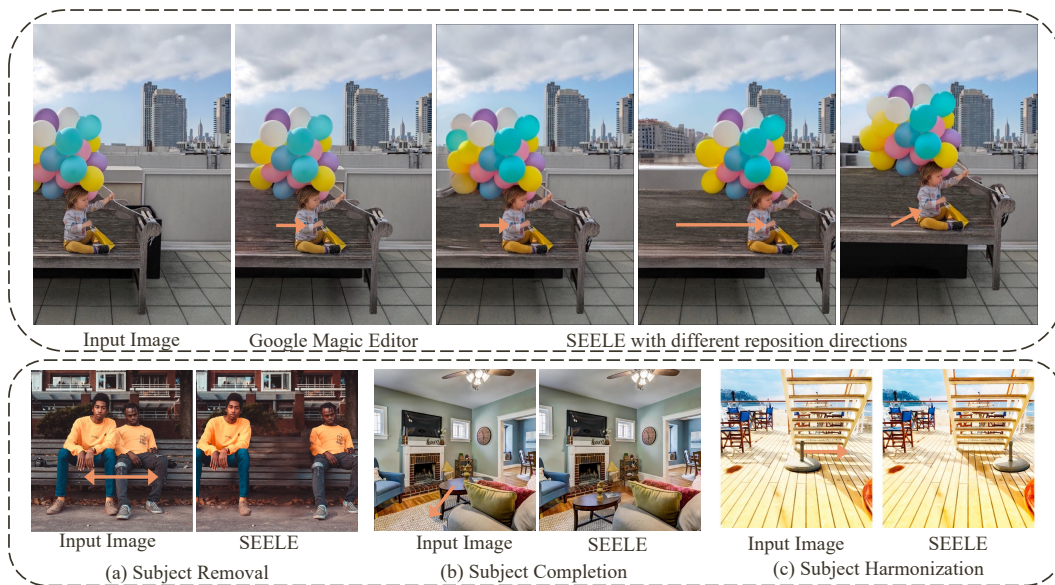 Input Image
Google Magic Editor
SEELE with different reposition directions
Input Image
SEELE
Input Image
SEELE
Input Image
SEELE
(a) Subject Removal
(b) Subject Completion
(c) Subject Harmonization